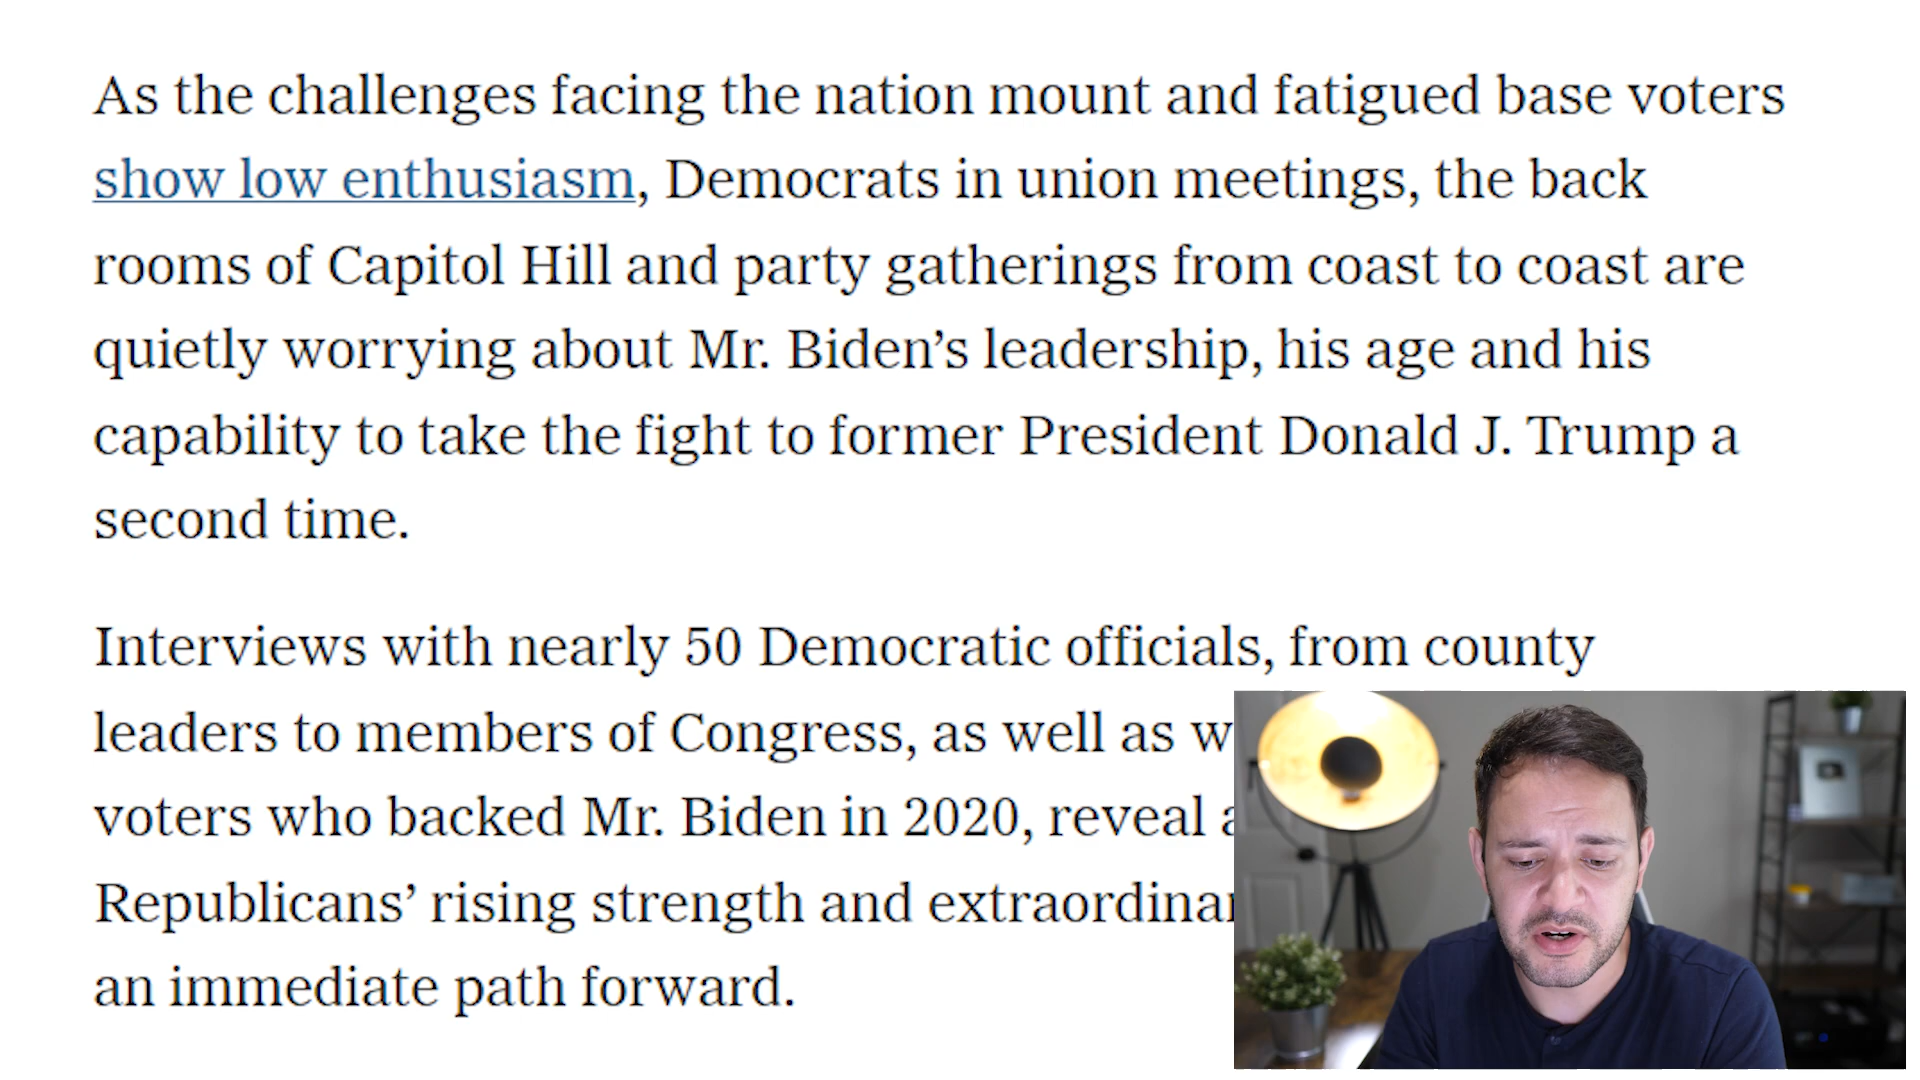 As the challenges facing the nation mount and fatigued base voters
show low enthusiasm, Democrats in union meetings, the back
rooms of Capitol Hill and party gatherings from coast to coast are
quietly worrying about Mr. Biden’s leadership, his age and his
capability to take the fight to former President Donald J. Trump a
second time.
Interviews with nearly 50 Democratic officials, from county
leaders to members of Congress, as well as
voters who backed Mr. Biden in 2020, reveal
Republicans’ rising strength and
an immediate path forward.